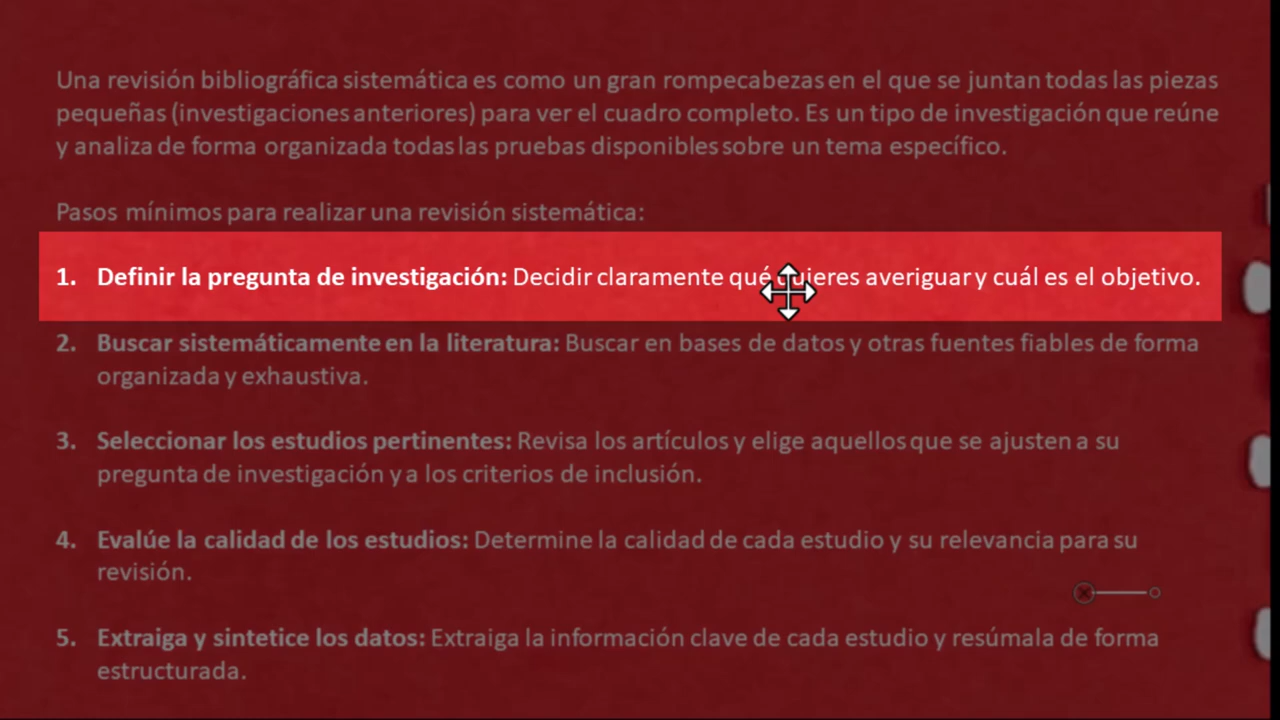 Una revisión bibliográfica sistemática es como un gran rompecabezas en el que se juntan todas las piezas
pequeñas (investigaciones anteriores) para ver el cuadro completo. Es un tipo de investigación que reúne
y analiza de forma organizada todas las pruebas disponibles sobre un tema específico.
Pasos mínimos para realizar una revisión sistemática:
1. Definir la pregunta de investigación: Decidir claramente qué quieres averiguar y cuál es el objetivo.
2. Buscar sistemáticamente en la literatura: Buscar en bases de datos y otras fuentes fiables de forma
organizada y exhaustiva.
3. Seleccionar los estudios pertinentes: Revisa los artículos y elige aquellos que se ajusten a su
pregunta de investigación y a los criterios de inclusión.
4. Evalúe la calidad de los estudios: Determine la calidad de cada estudio y su relevancia para su
revisión.
5. Extraiga y sintetice los datos: Extraiga la información clave de cada estudio y resúmala de forma
estructurada.